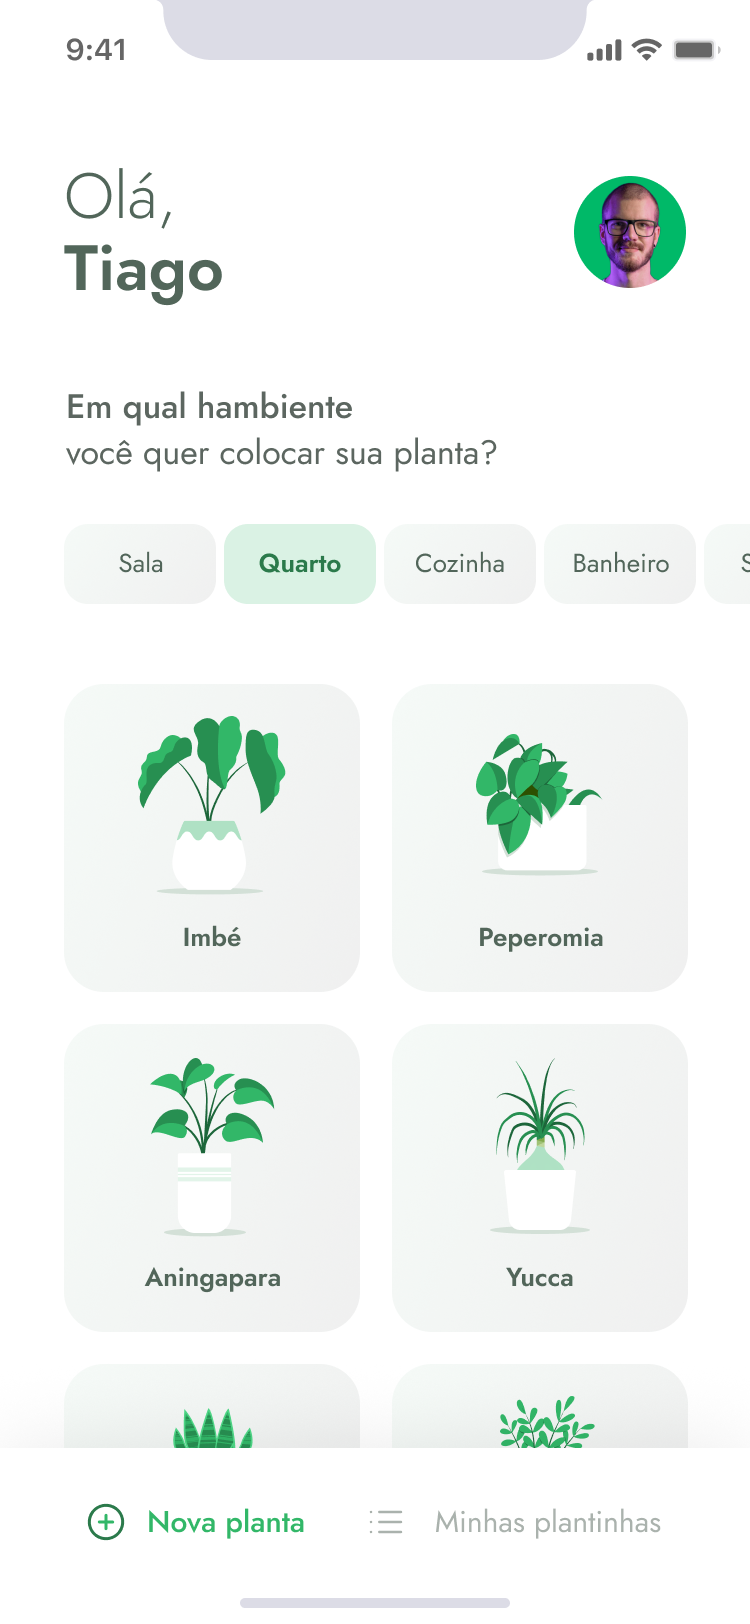 9:41
Olá,
Tiago
Em qual hambiente
você quer colocar sua planta?
Sala
Quarto
Cozinha
Banheiro
S
Imbé
Peperomia
Aningapara
Yucca
Nova planta
Minhas plantinhas